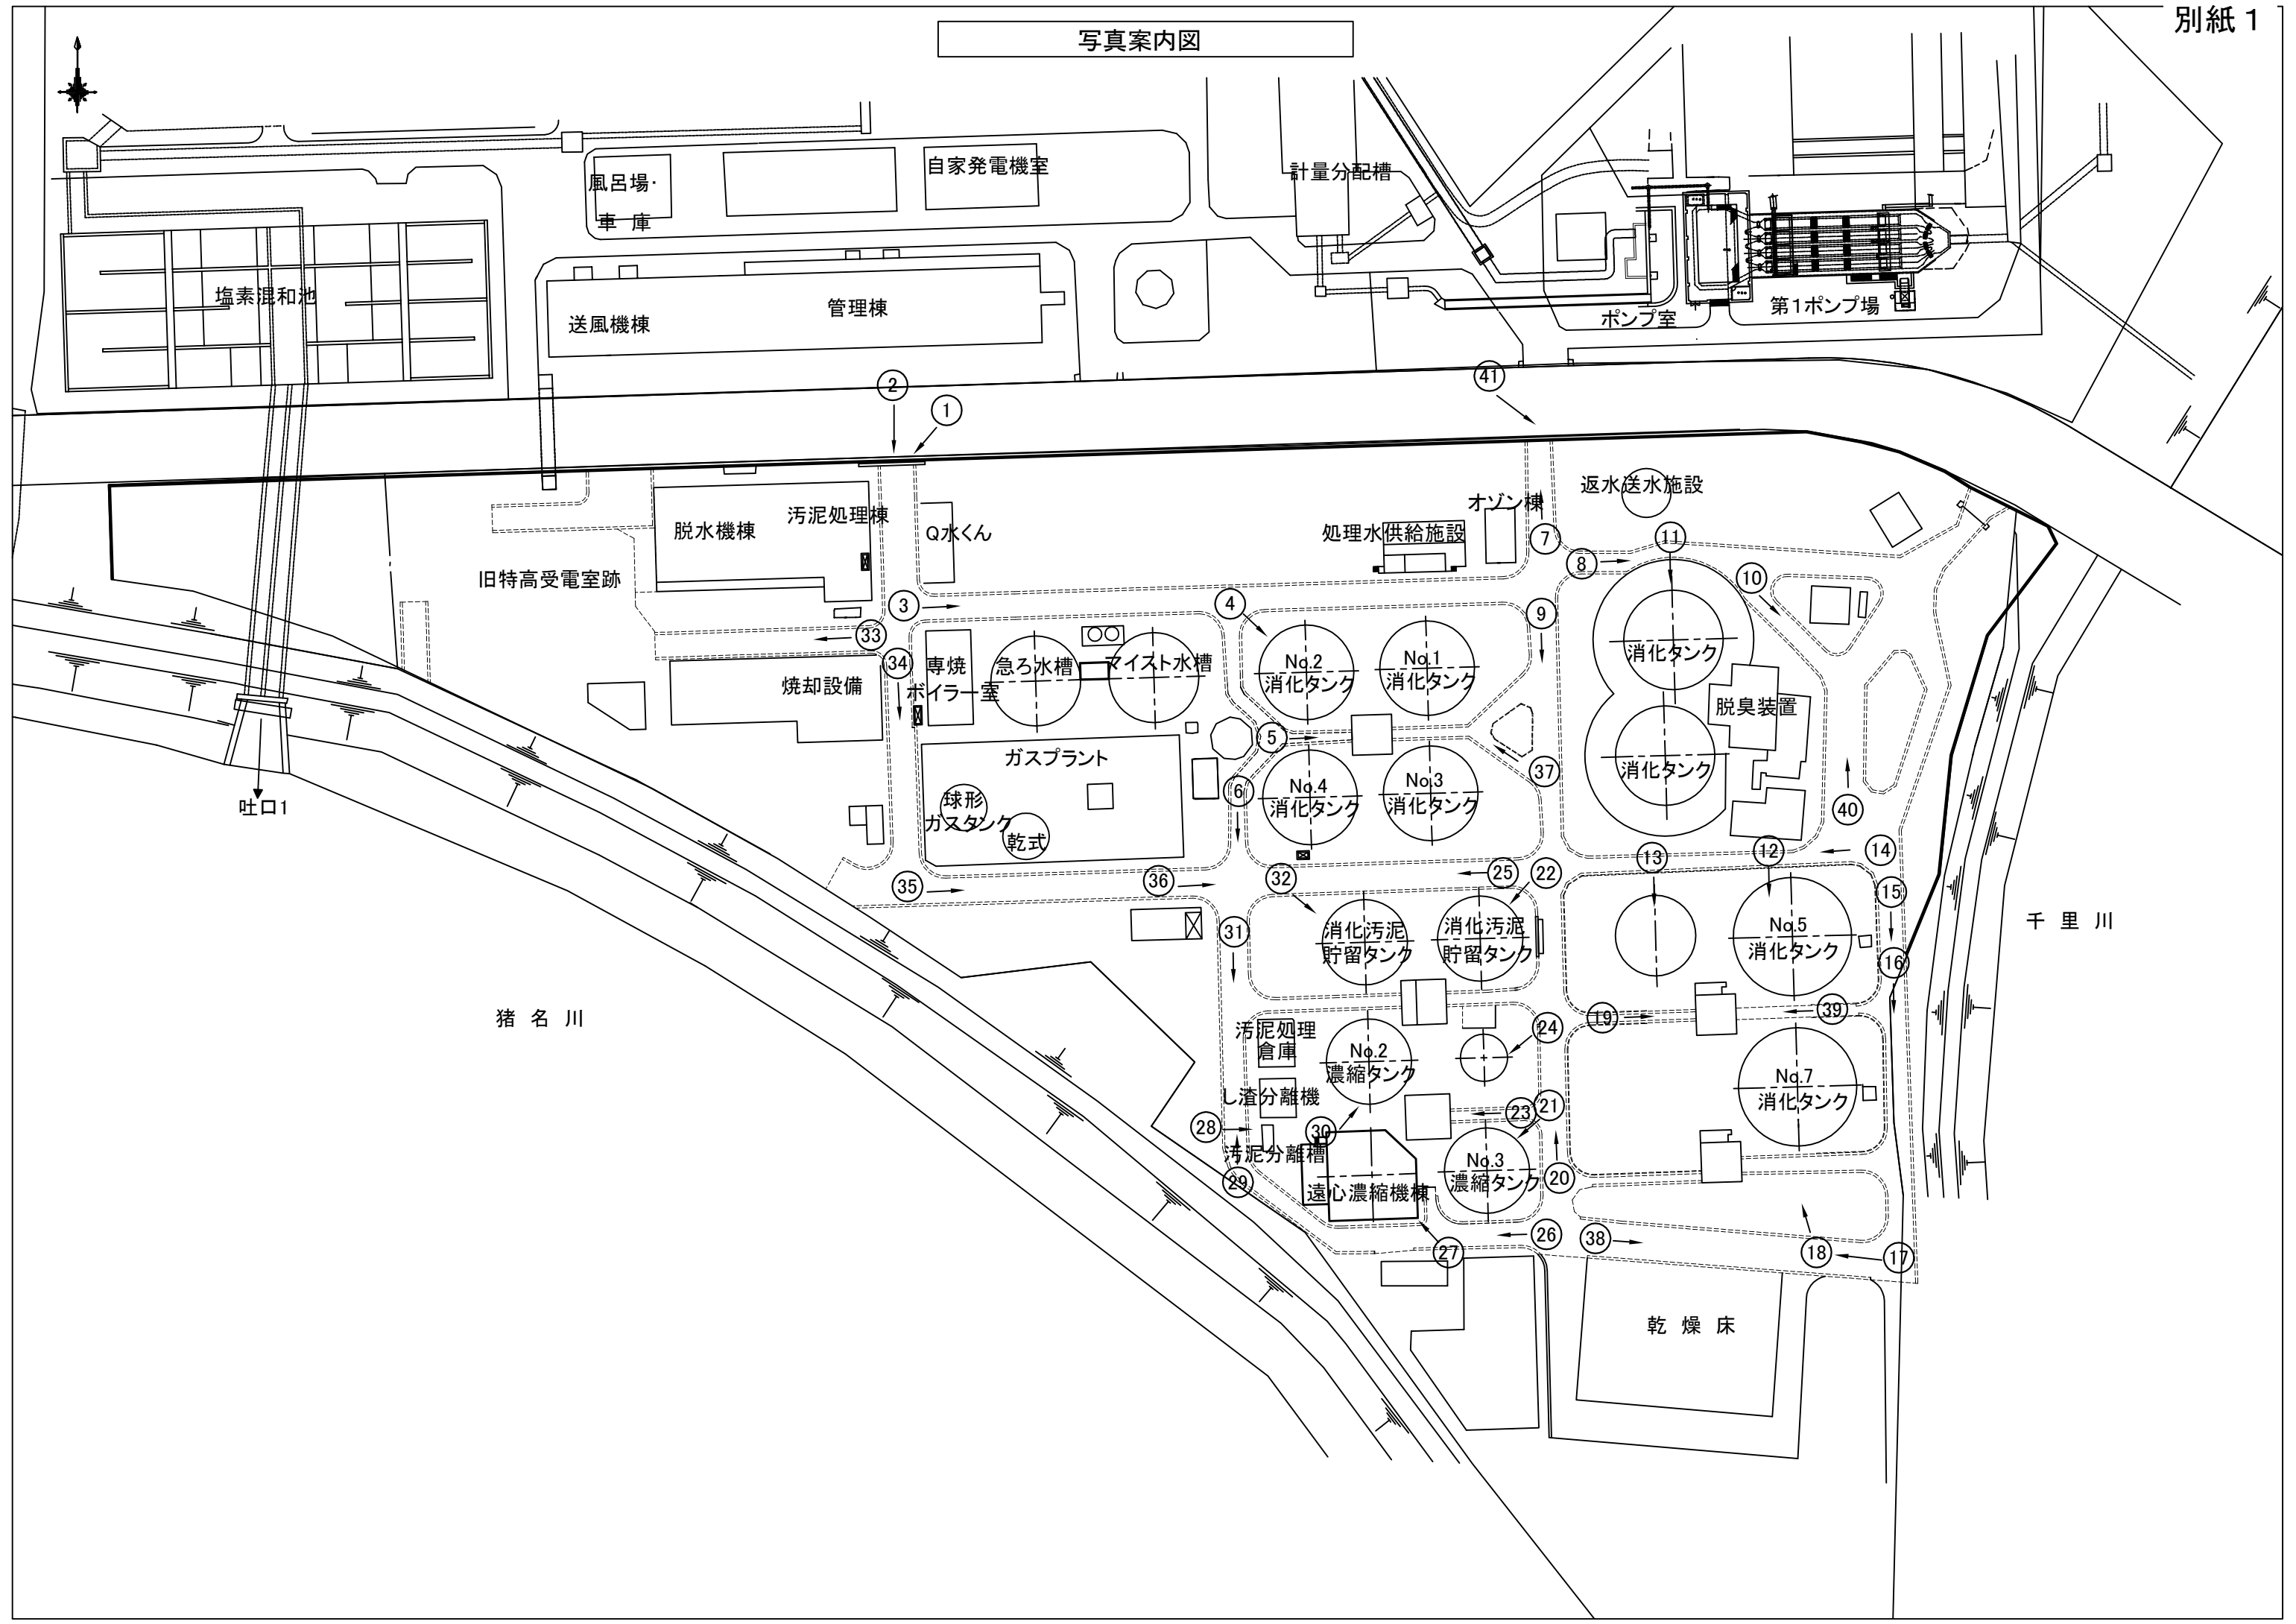 別紙1
写真案内図
風呂場・
車 庫
自家発電機室
計量分配槽
塩素混和池
送風機棟
管理棟
ポンプ室
第1ポンプ場
41
2
1
脱水機棟
汚泥処理棟
Q水くん
旧特高受電室跡
処理水供給施設
オゾン棟
返水送水施設
7
8
11
10
3
4
9
33
34
専焼
ボイラー室
急ろ水槽
マイスト水槽
焼却設備
No.2
消化タンク
No.1
消化タンク
消化タンク
脱臭装置
消化タンク
5
37
6
ガスプラント
球形
ガスタンク
乾式
No.4
消化タンク
No.3
消化タンク
40
吐口1
35
36
32
25
22
13
12
14
15
31
消化汚泥
貯留タンク
消化汚泥
貯留タンク
No.5
消化タンク
16
千 里 川
猪 名 川
汚泥処理
倉庫
No.2
濃縮タンク
24
19
39
し渣分離機
28
30
23
21
No.7
消化タンク
汚泥分離槽
29
遠心濃縮機棟
No.3
濃縮タンク
20
27
26
38
18
17
乾 燥 床